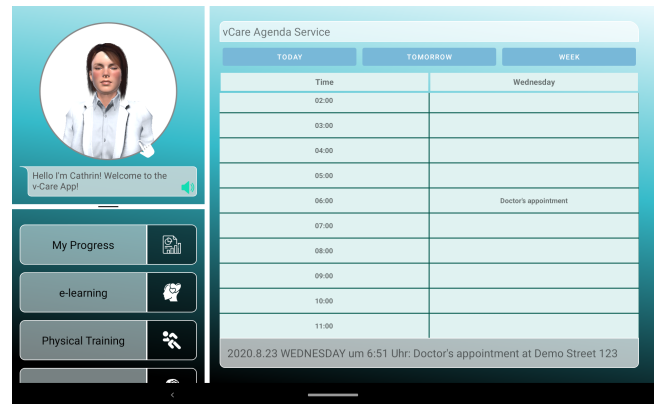 Hello I'm Cathrin! Welcome to the
v-Care App!
My Progress
e-learning
Physical Training
vCare Agenda Service
TODAY TOMORROW WEEK
Time Wednesday
02:00
03:00
04:00
05:00
06:00 Doctor's appointment
07:00
08:00
09:00
10:00
11:00
2020.8.23 WEDNESDAY um 6:51 Uhr: Doctor's appointment at Demo Street 123